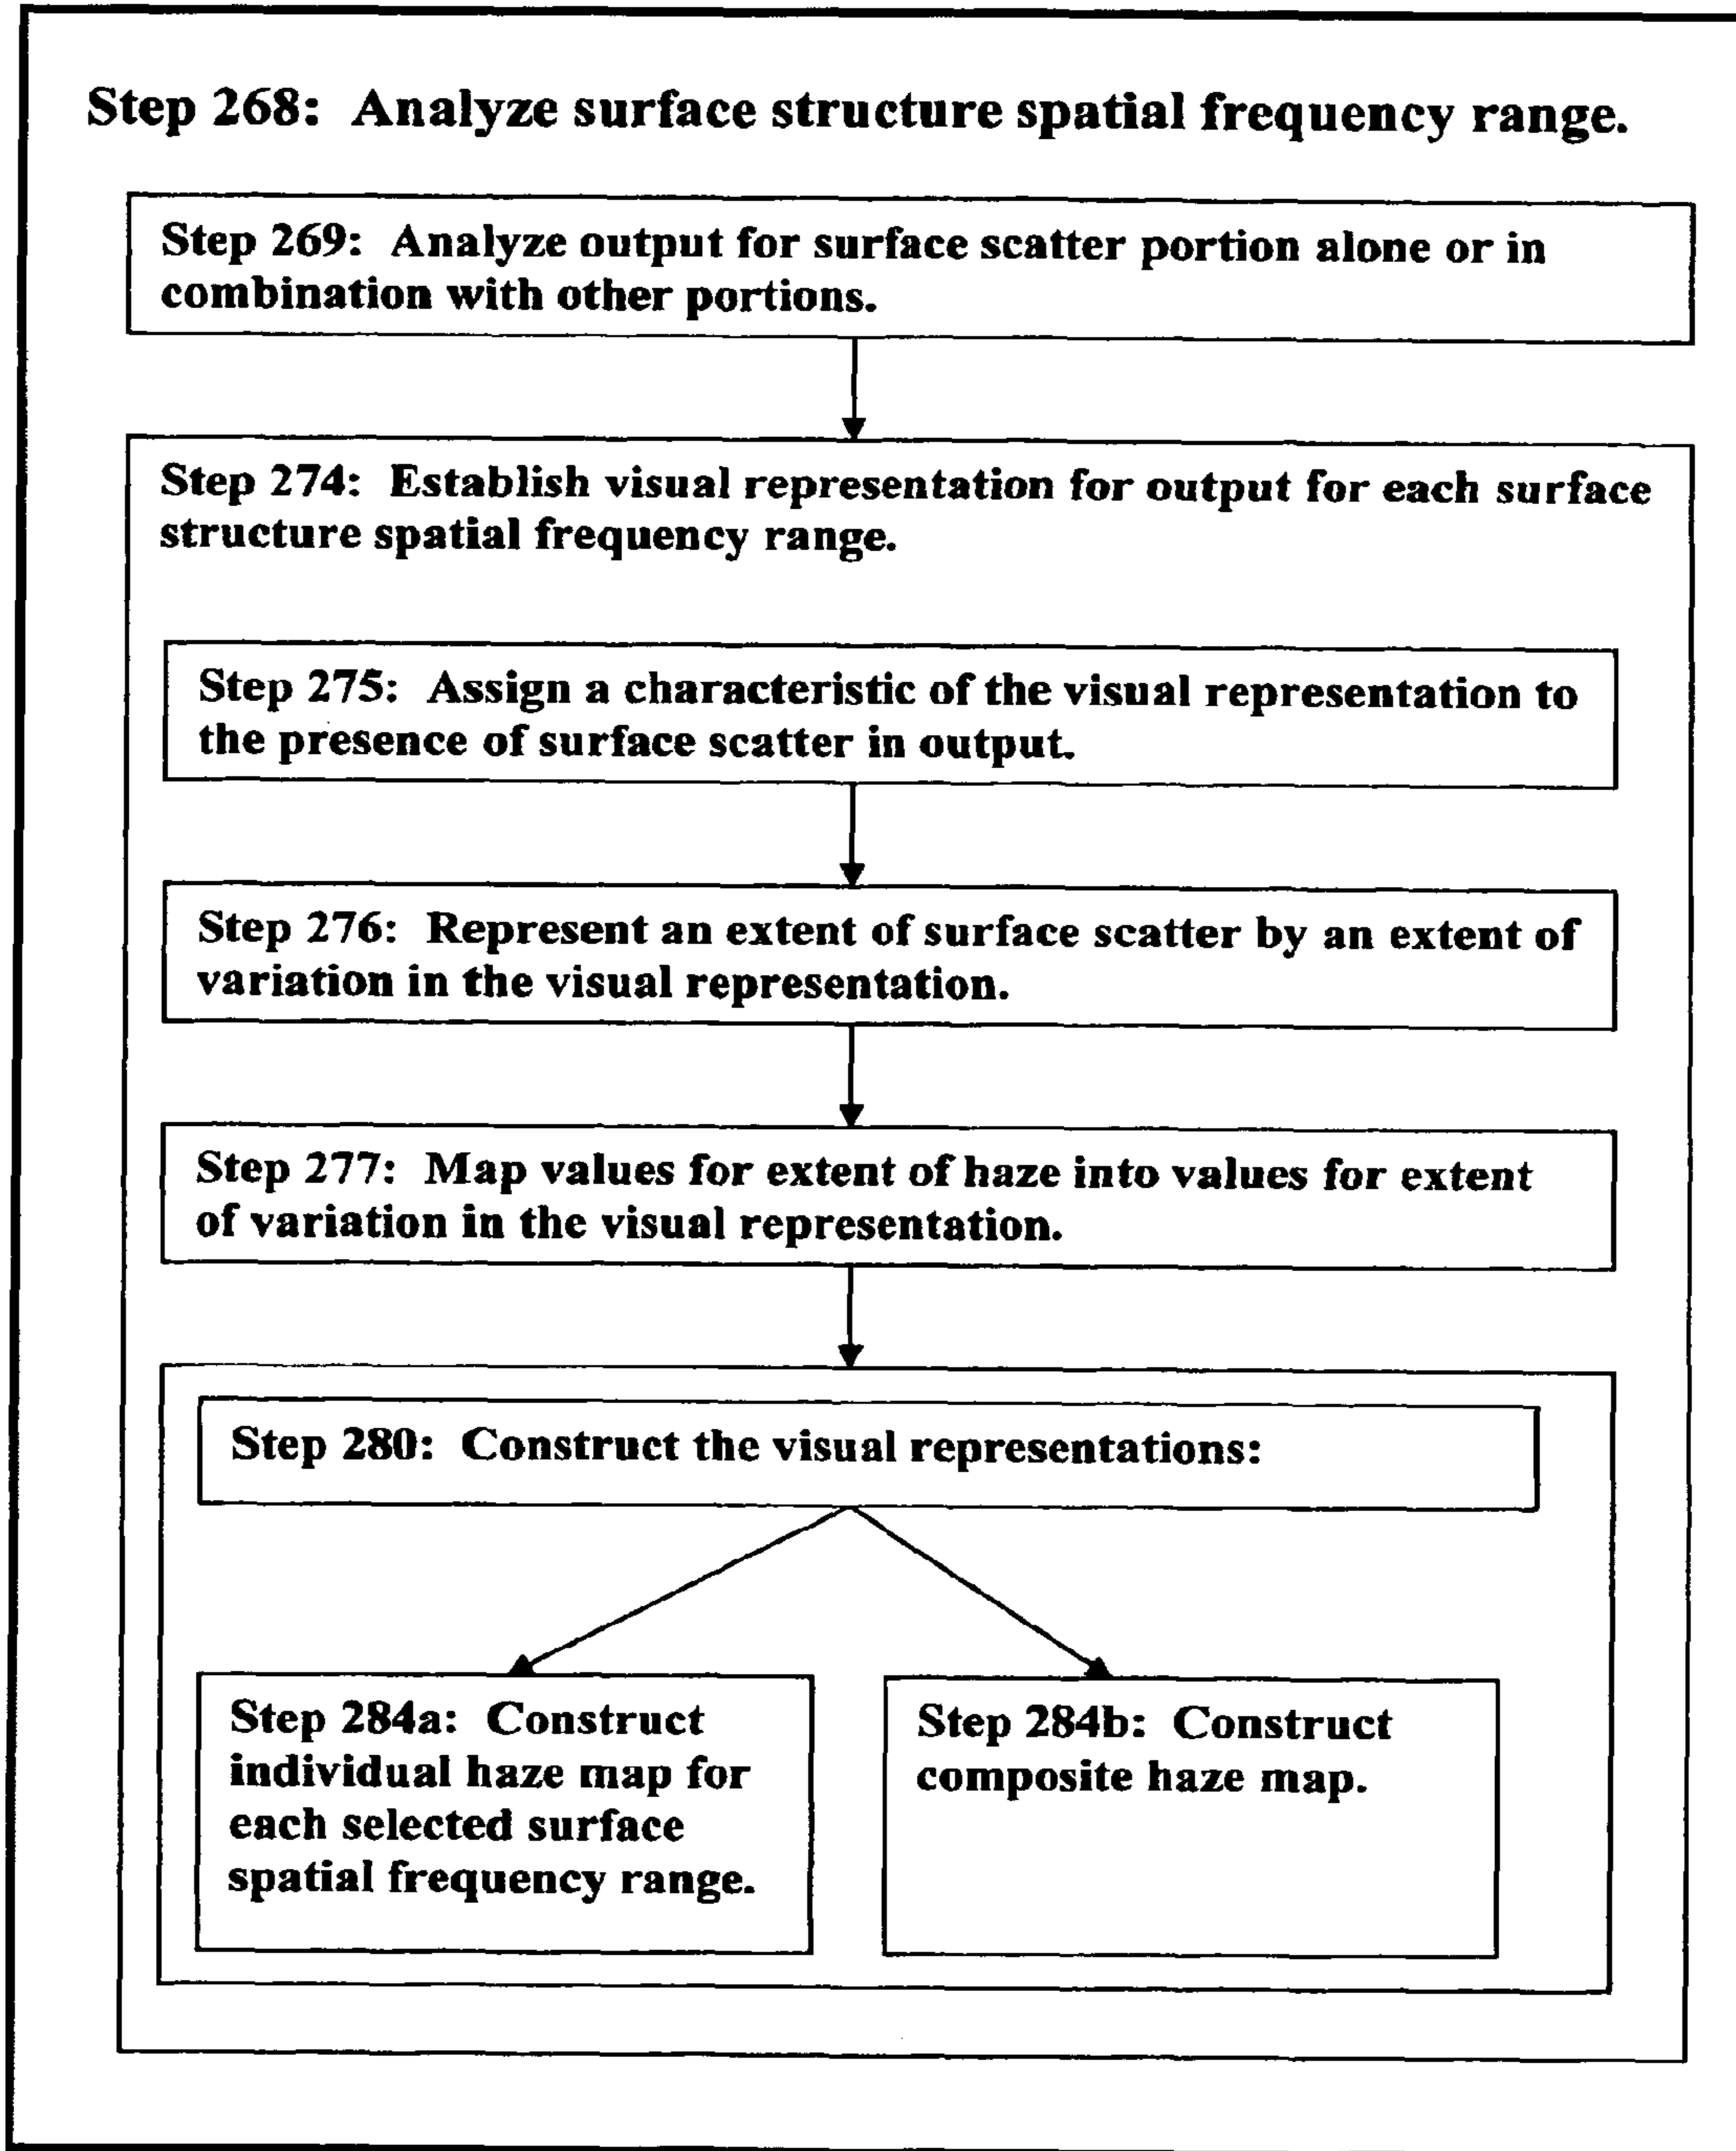 Step 268: Analyze surface structure spatial frequency range.
Step 269: Analyze output for surface scatter portion alone or in
combination with other portions.
Step 274: Establish visual representation for output for each surface
structure spatial frequency range.
Step 275: Assign a characteristic of the visual representation to
the presence of surface scatter in output.
Step 276: Represent an extent of surface scatter by an extent of
variation in the visual representation.
Step 277: Map values for extent of haze into values for extent
of variation in the visual representation.
Step 280: Construct the visual representations:
Step 284a: Construct
individual haze map for
each selected surface
spatial frequency range.
Step 284b: Construct
composite haze map.